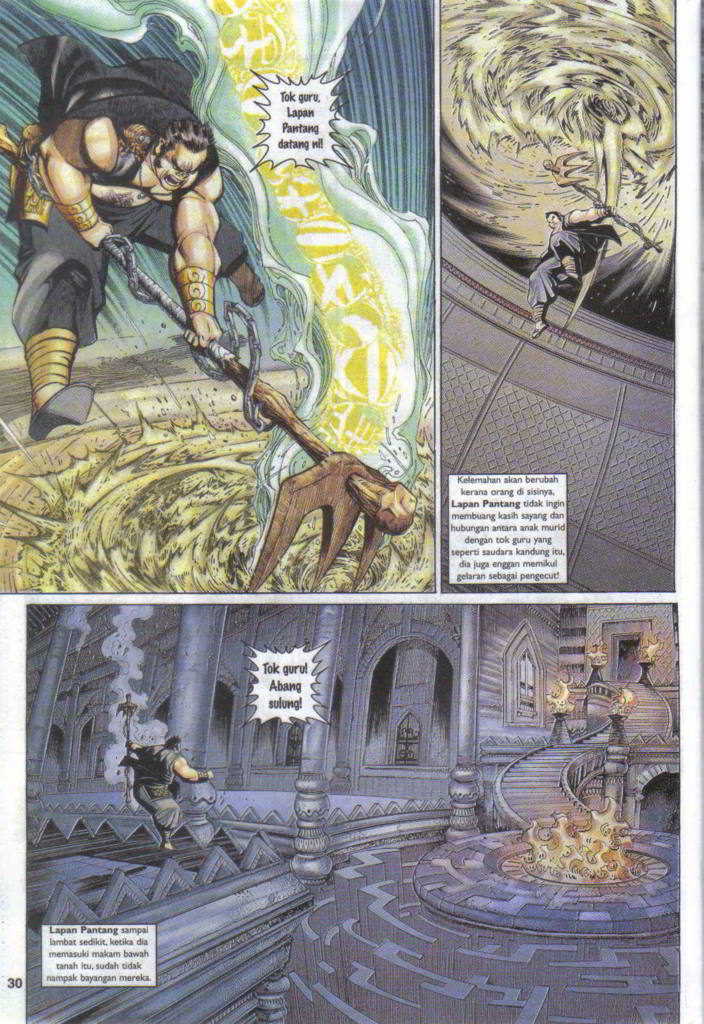 Tok guru,
Lapan
Pantang
datang ni!
Kelemahan akan berubah
kerana orang di sisinya,
Lapan Pantang tidak ingin
membuang kasih sayang dan
hubungan antara anak murid
dengan tok guru yang
seperti saudara kandung itu,
dia juga enggan memikul
gelaran sebagai pengecut!
Tok guru!
Abang
sulung!
Lapan Pantang sampai
lambat sedikit, ketika dia
memasuki makam bawah
tanah itu, sudah tidak
nampak bayangan mereka.
30